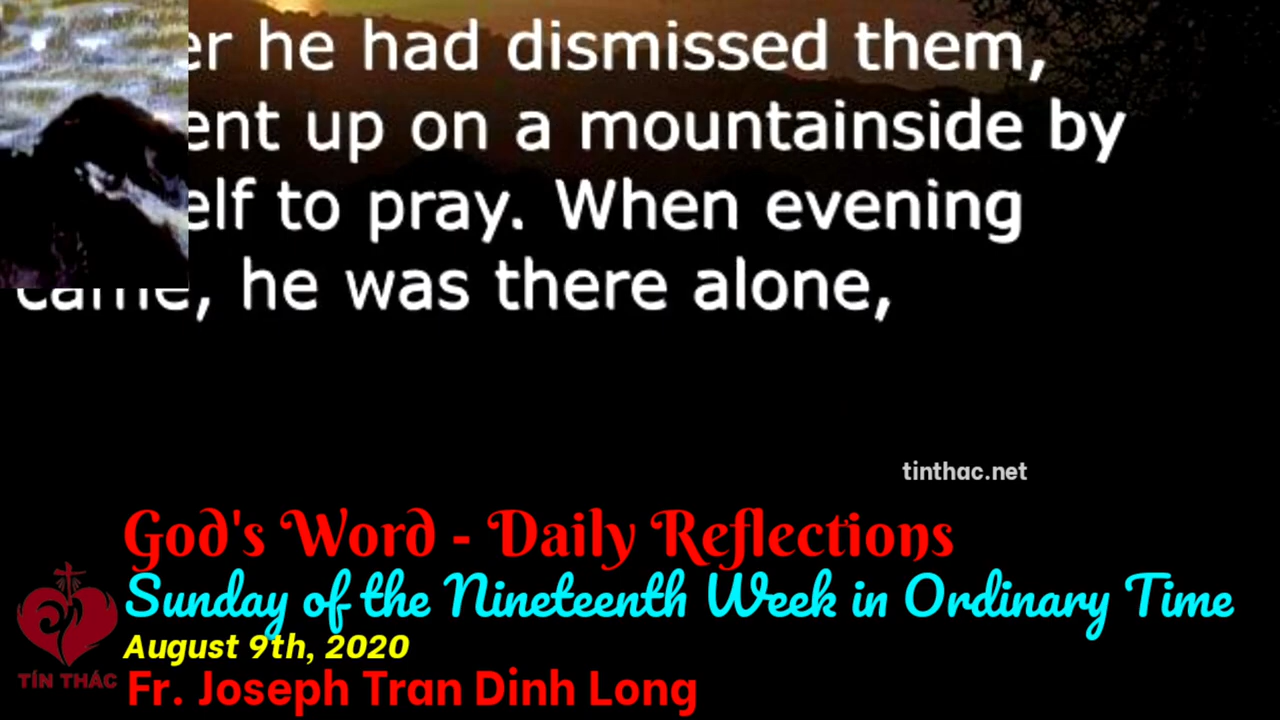 er he had dismissed them,
ent up on a mountainside by
elf to pray. When evening
came, he was there alone,
tinthac.net
God's Word - Daily Reflections
Sunday of the Nineteenth Week in Ordinary Time
August 9th, 2020
TÍN THÁC
Fr. Joseph Tran Dinh Long